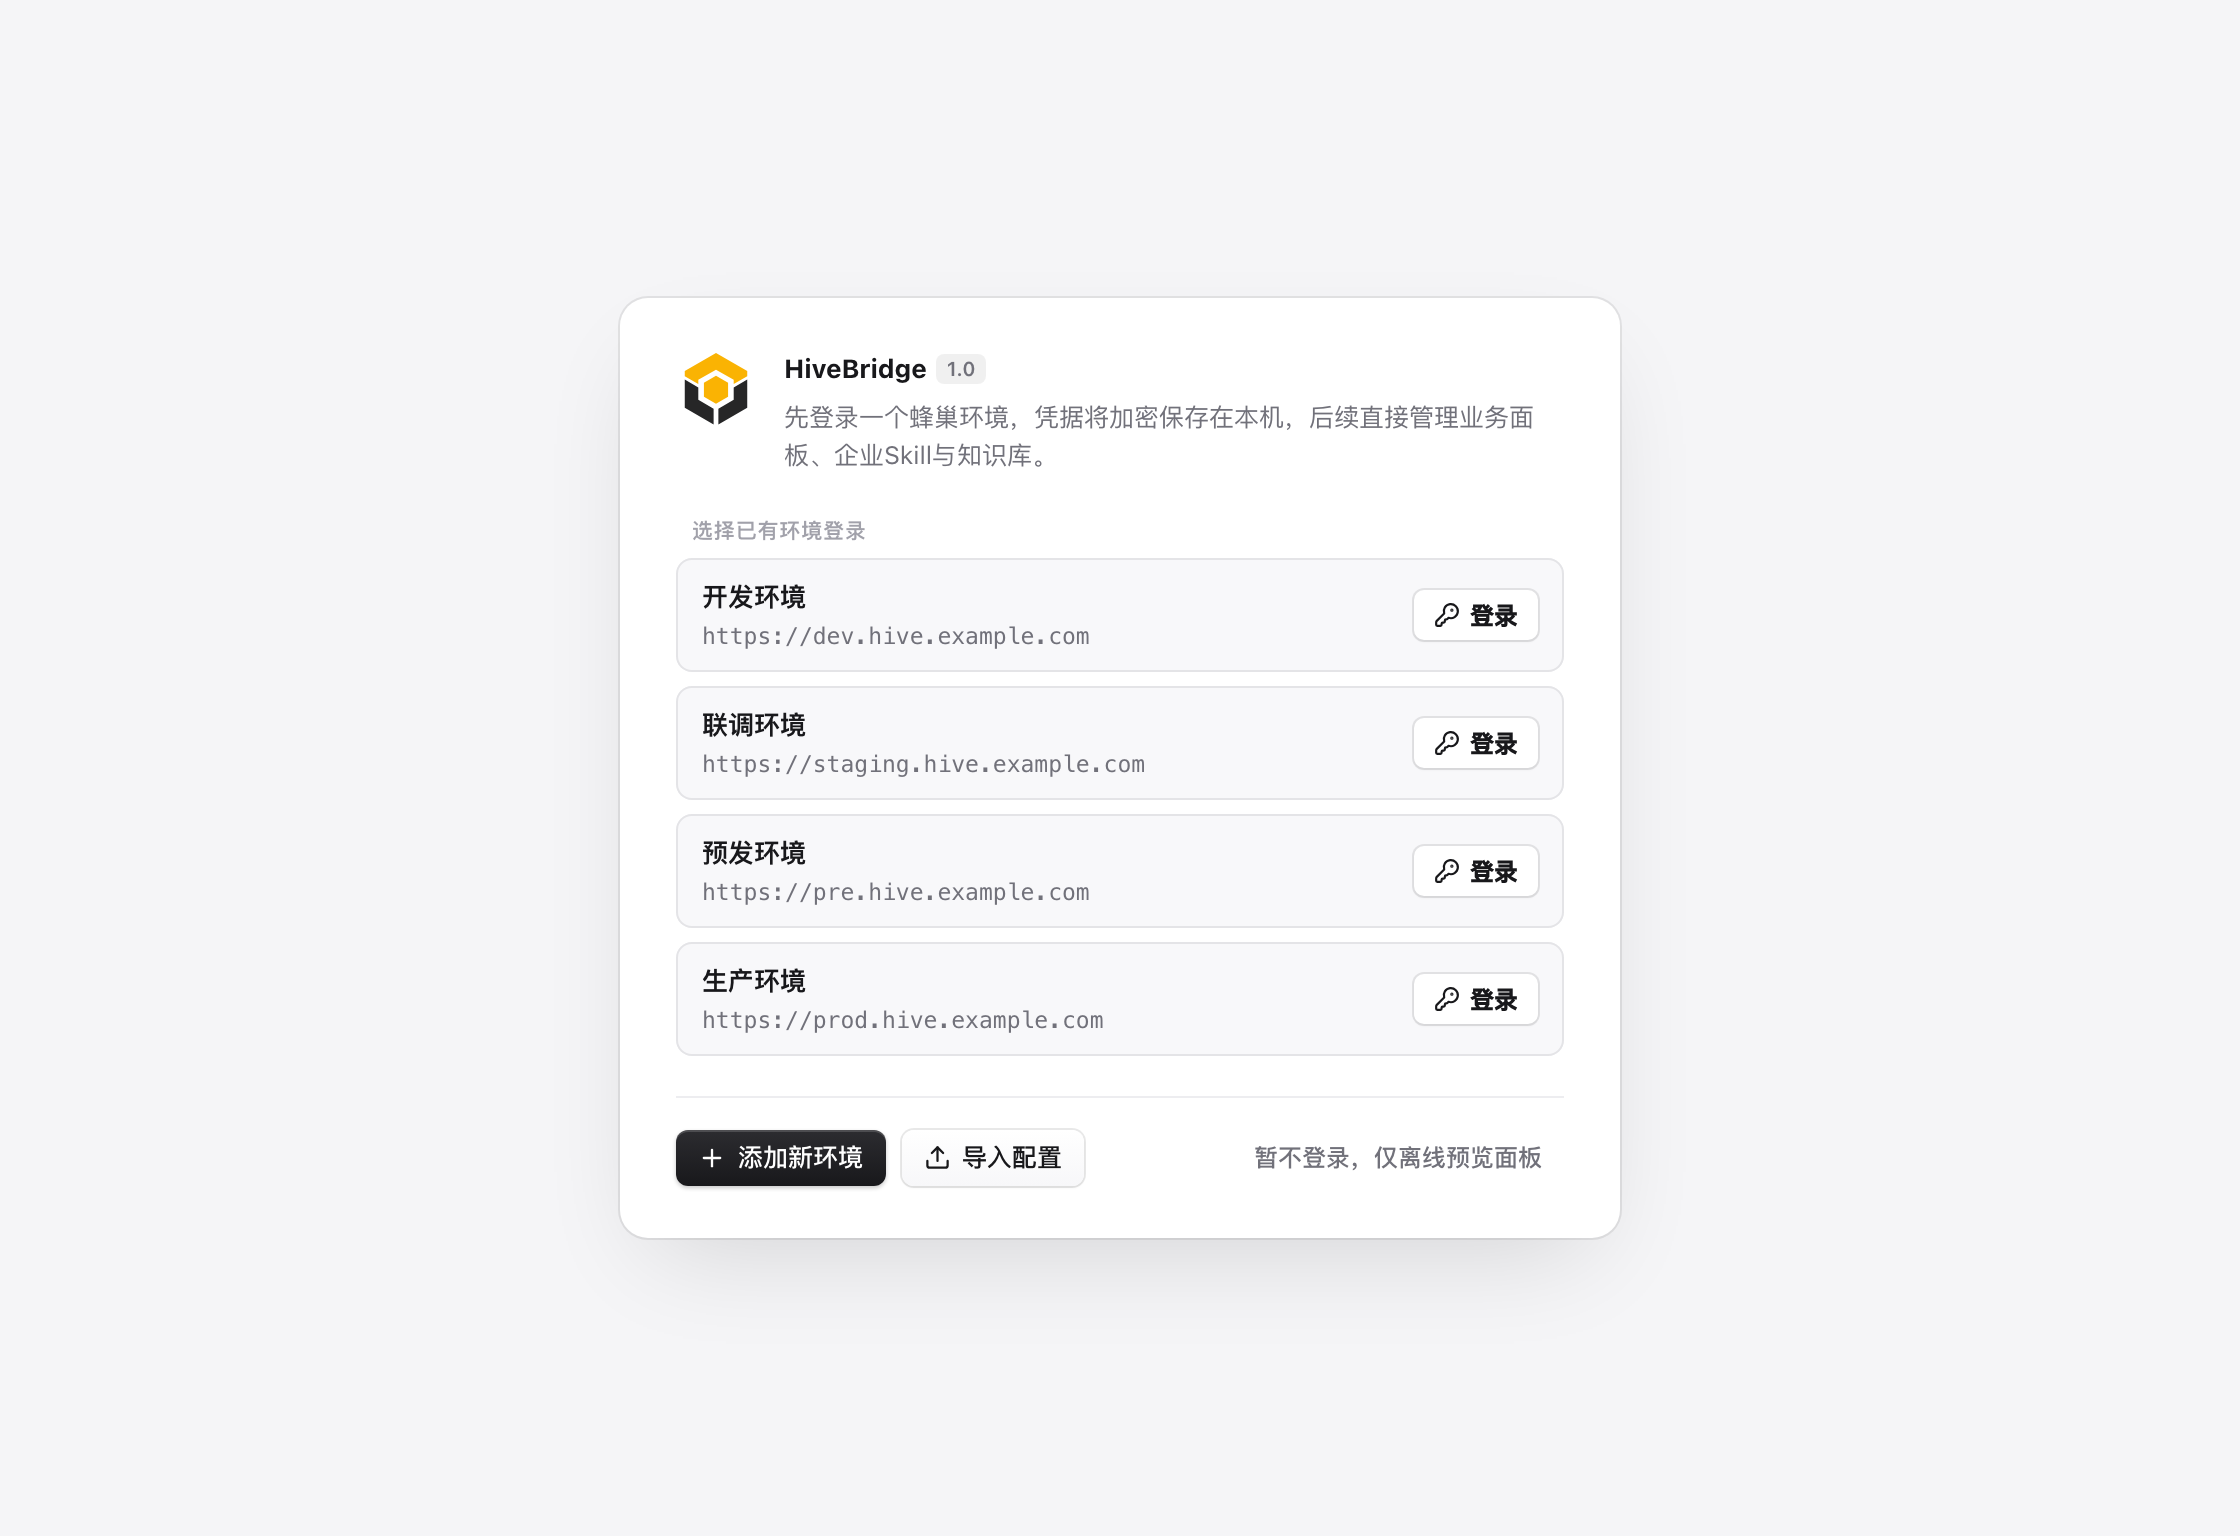 HiveBridge 1.0
先登录一个蜂巢环境，凭据将加密保存在本机，后续直接管理业务面
板、企业Skill与知识库。
选择已有环境登录
开发环境
https://dev.hive.example.com
登录
联调环境
https://staging.hive.example.com
登录
预发环境
https://pre.hive.example.com
登录
生产环境
https://prod.hive.example.com
登录
添加新环境
导入配置
暂不登录，仅离线预览面板